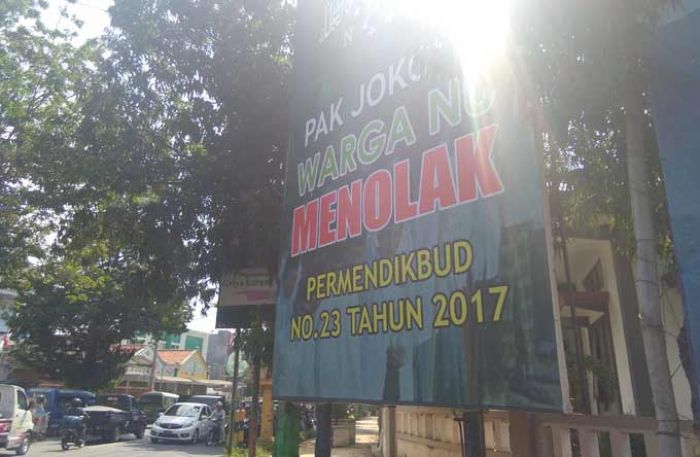 PAK JOKO
WARGA NU
MENOLAK
PERMENDIKBUD
NO.23 TAHUN 2017